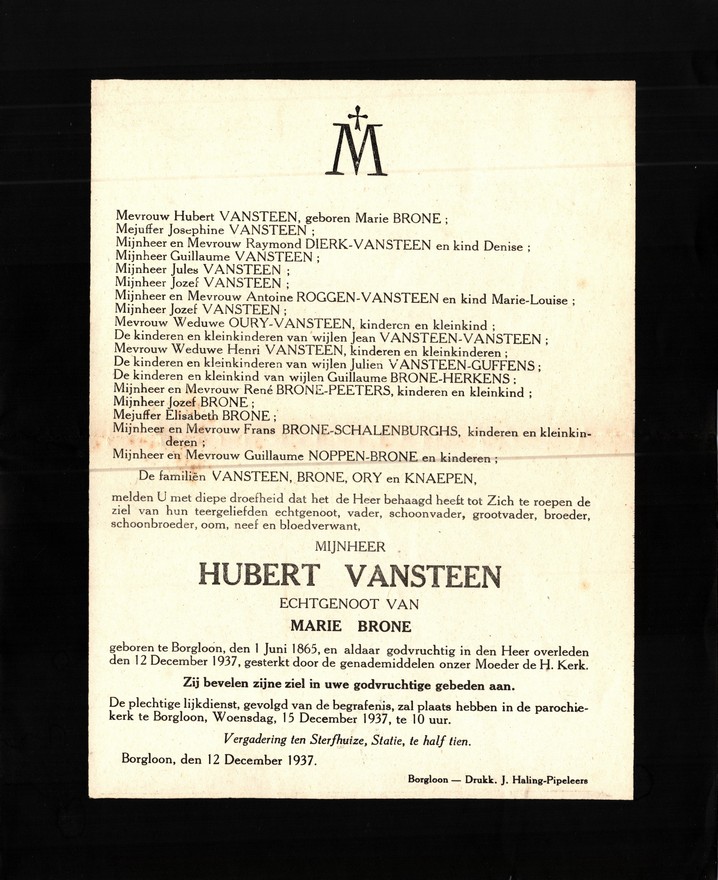 M
Mevrouw Hubert VANSTEEN, geboren Marie BRONE ;
Mejuffer Josephine VANSTEEN ;
Mijnheer en Mevrouw Raymond DIERK-VANSTEEN en kind Denise ;
Mijnheer Guillaume VANSTEEN ;
Mijnheer Jules VANSTEEN ;
Mijnheer Jozef VANSTEEN ;
Mijnheer en Mevrouw Antoine ROGGEN-VANSTEEN en kind Marie-Louise ;
Mijnheer Jozef VANSTEEN ;
Mevrouw Weduwe OURY-VANSTEEN, kinderen en kleinkind ;
De kinderen en kleinkinderen van wijlen Jean VANSTEEN-VANSTEEN ;
Mevrouw Weduwe Henri VANSTEEN, kinderen en kleinkinderen ;
De kinderen en kleinkinderen van wijlen Julien VANSTEEN-GUFFENS ;
De kinderen en kleinkind van wijlen Guillaume BRONE-HERKENS ;
Mijnheer en Mevrouw René BRONE-PEETERS, kinderen en kleinkind ;
Mijnheer Jozef BRONE ;
Mejuffer Elisabeth BRONE ;
Mijnheer en Mevrouw Frans BRONE-SCHALENBURGHS, kinderen en kleinkin-
deren ;
Mijnheer en Mevrouw Guillaume NOPPEN-BRONE en kinderen ;
De familiën VANSTEEN, BRONE, ORY en KNAEPEN,
melden U met diepe droefheid dat het de Heer behaagd heeft tot Zich te roepen de
ziel van hun teergeliefden echtgenoot, vader, schoonvader, grootvader, broeder,
schoonbroeder, oom, neef en bloedverwant,
MIJNHEER
HUBERT VANSTEEN
ECHTGENOOT VAN
MARIE BRONE
geboren te Borgloon, den 1 Juni 1865, en aldaar godvruchtig in den Heer overleden
den 12 December 1937, gesterkt door de genademiddelen onzer Moeder de H. Kerk.
Zij bevelen zijne ziel in uwe godvruchtige gebeden aan.
De plechtige lijkdienst, gevolgd van de begrafenis, zal plaats hebben in de parochie-
kerk te Borgloon, Woensdag, 15 December 1937, te 10 uur.
Vergadering ten Sterfhuize, Statie, te half tien.
Borgloon, den 12 December 1937.
Borgloon — Drukk. J. Haling-Pipeleers